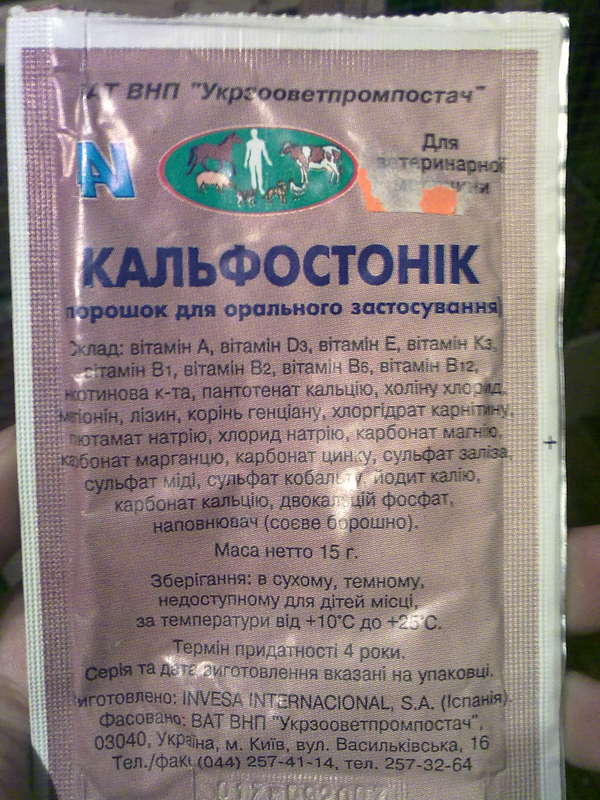 ВАТ ВНП "Укрзооветпромпостач"
Для
ветеринарної
КАЛЬФОСТОНІК
порошок для орального застосування
Склад: вітамін А, вітамін D3, вітамін Е, вітамін К3,
вітамін В1, вітамін В2, вітамін В6, вітамін В12,
нікотинова к-та, пантотенат кальцію, холіну хлорид,
метіонін, лізин, корінь генціану, хлоргідрат карнітину,
глютамат натрію, хлорид натрію, карбонат магнію,
карбонат марганцю, карбонат цинку, сульфат заліза,
сульфат міді, сульфат кобальту, йодит калію,
карбонат кальцію, двокальцій фосфат,
наповнювач (соєве борошно).
Маса нетто 15 г.
Зберігання: в сухому, темному,
недоступному для дітей місці,
за температури від +10°С до +25°С.
Термін придатності 4 роки.
Серія та дата виготовлення вказані на упаковці.
Виготовлено: INVESA INTERNACIONAL, S.A. (Іспанія).
Фасовано: ВАТ ВНП "Укрзооветпромпостач",
03040, Україна, м. Київ, вул. Васильківська, 16
Тел./факс (044) 257-41-14, тел. 257-32-64